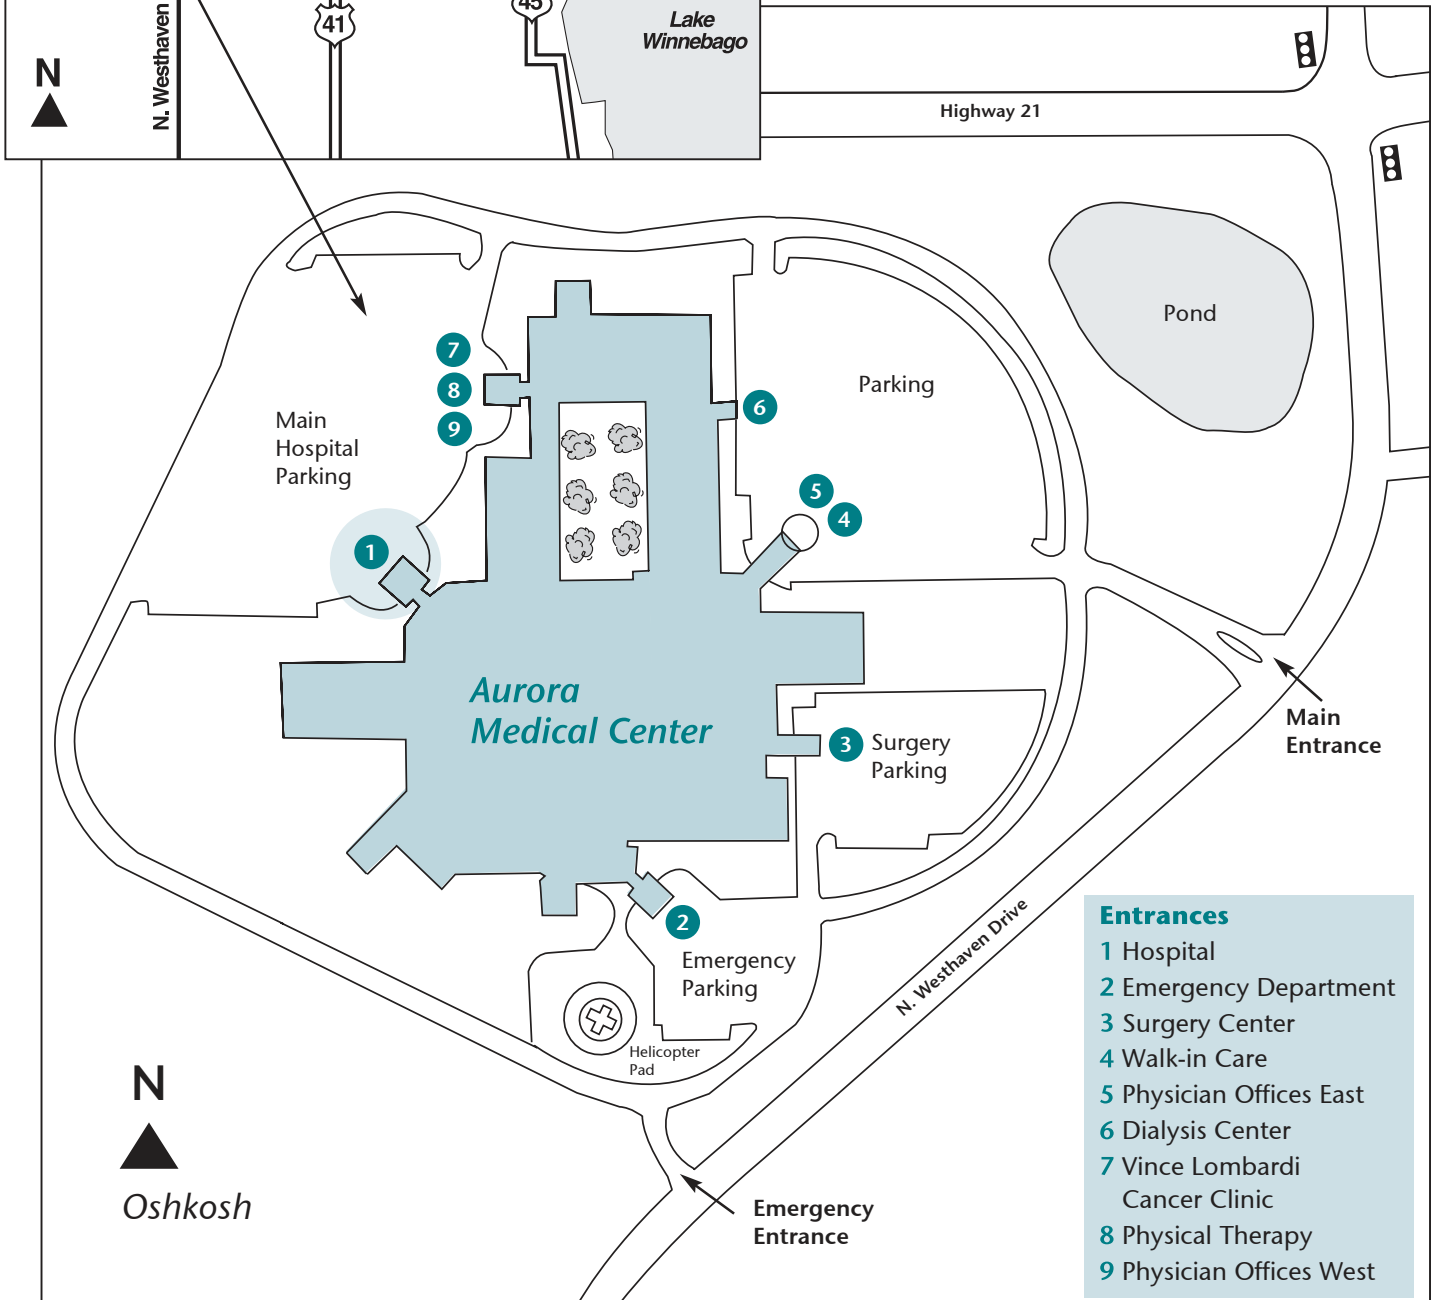 41
45
Lake
Winnebago
N
N. Westhaven
Highway 21
Pond
Parking
7
8
9
6
Main
Hospital
Parking
5
4
1
Aurora
Medical Center
3
Surgery
Parking
Main
Entrance
2
Emergency
Parking
Helicopter
Pad
N. Westhaven Drive
N
Oshkosh
Emergency
Entrance
Entrances
1 Hospital
2 Emergency Department
3 Surgery Center
4 Walk-in Care
5 Physician Offices East
6 Dialysis Center
7 Vince Lombardi
Cancer Clinic
8 Physical Therapy
9 Physician Offices West